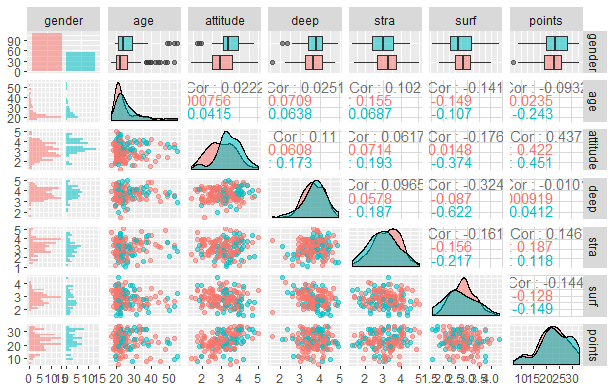 gender age attitude deep stra surf points
90
60
30
0
gender
Cor : 0.0222 Cor : 0.0251 Cor : 0.102 Cor : -0.141 Cor : -0.0932
000756 0.0709 0.155 -0.149 0.0235
0.0415 0.0638 0.0687 -0.107 -0.243
50
40
30
20
age
Cor : 0.111 Cor : 0.0617 Cor : -0.176 Cor : 0.437
0.0608 0.0714 0.0148 0.422
0.173 0.193 -0.374 0.451
5
4
3
2
attitude
Cor : 0.0965 Cor : -0.324 Cor : -0.0101
0.0578 -0.087 000919
0.187 -0.622 0.0412
5
4
3
2
deep
Cor : -0.161 Cor : 0.146
-0.156 0.187
-0.217 0.118
5
4
3
2
1
stra
Cor : -0.144
-0.128
-0.149
4
3
2
surf
30
20
10
points
0 5 10 15 0 5 10 15 20 30 40 50 2 3 4 5 2 3 4 5 1 2 3 4 5 1.5 2.0 2.5 3.0 3.5 4.0 10 15 20 25 30